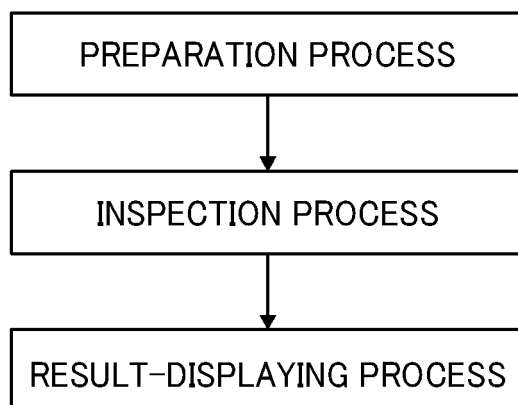 PREPARATION PROCESS
INSPECTION PROCESS
RESULT-DISPLAYING PROCESS